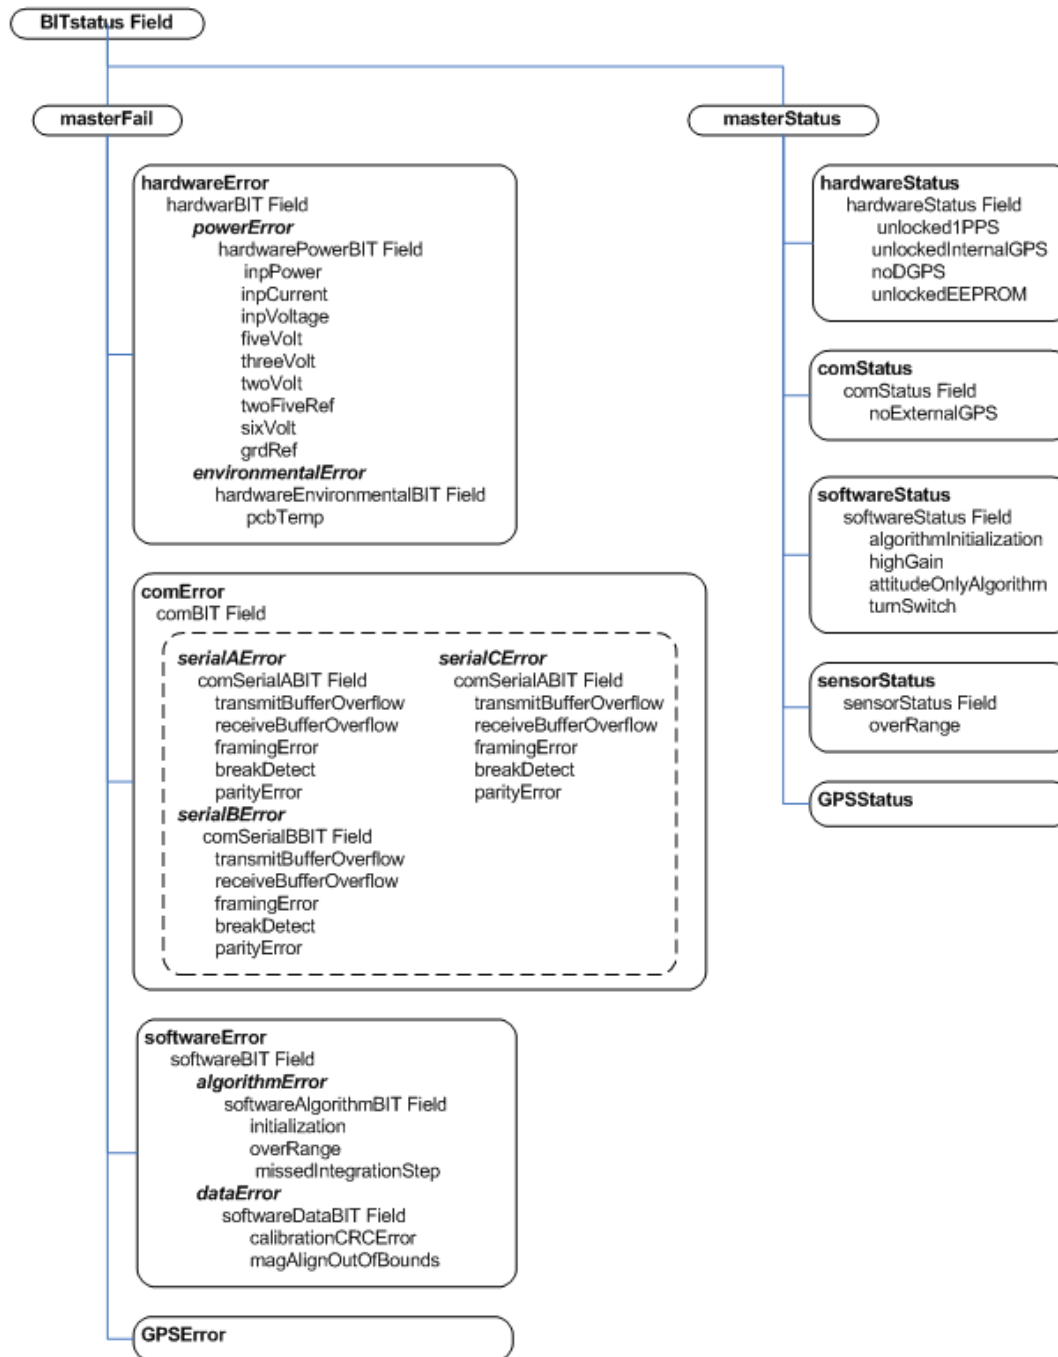 BITstatus Field
masterFail
masterStatus
hardwareError
hardwarBIT Field
powerError
hardwarePowerBIT Field
inpPower
inpCurrent
inpVoltage
fiveVolt
threeVolt
twoVolt
twoFiveRef
sixVolt
grdRef
environmentalError
hardwareEnvironmentalBIT Field
pcbTemp
comError
comBIT Field
serialAError
comSerialABIT Field
transmitBufferOverflow
receiveBufferOverflow
framingError
breakDetect
parityError
serialBError
comSerialBBIT Field
transmitBufferOverflow
receiveBufferOverflow
framingError
breakDetect
parityError
serialCError
comSerialABIT Field
transmitBufferOverflow
receiveBufferOverflow
framingError
breakDetect
parityError
softwareError
softwareBIT Field
algorithmError
softwareAlgorithmBIT Field
initialization
overRange
missedIntegrationStep
dataError
softwareDataBIT Field
calibrationCRCError
magAlignOutOfBounds
GPSError
hardwareStatus
hardwareStatus Field
unlocked1PPS
unlockedInternalGPS
noDGPS
unlockedEEPROM
comStatus
comStatus Field
noExternalGPS
softwareStatus
softwareStatus Field
algorithmInitialization
highGain
attitudeOnlyAlgorithm
turnSwitch
sensorStatus
sensorStatus Field
overRange
GPSStatus